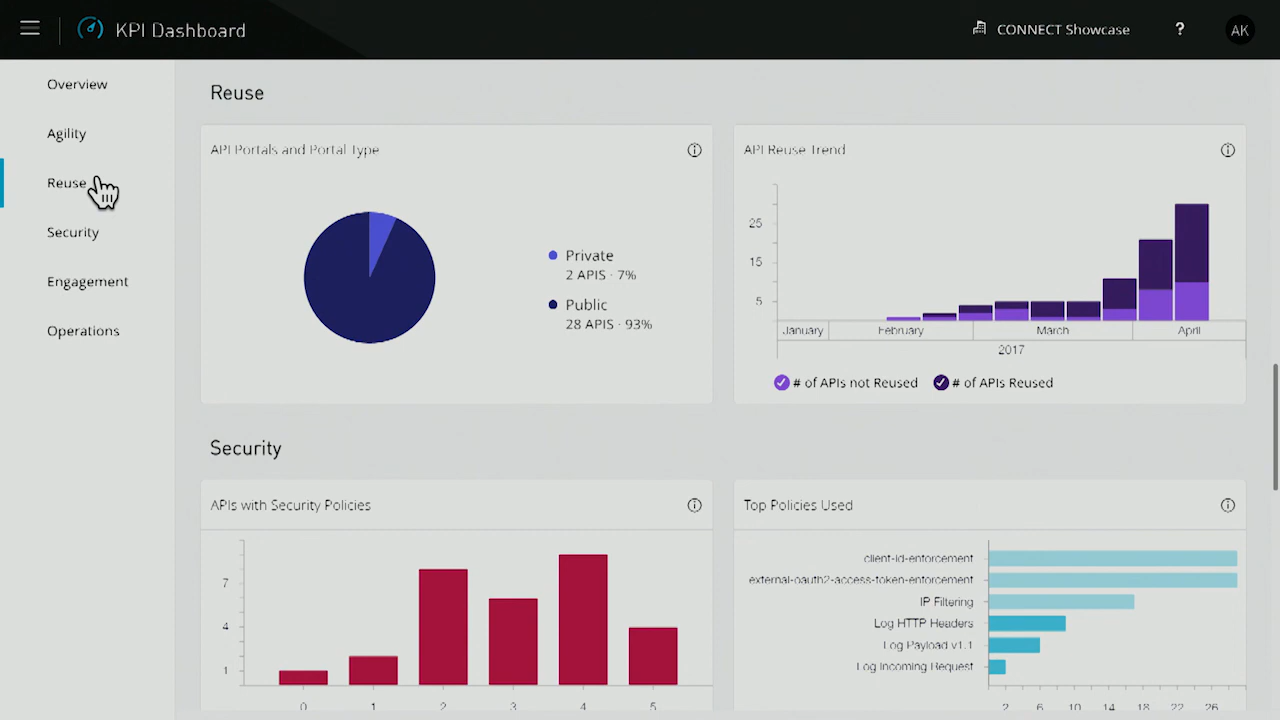 KPI Dashboard
CONNECT Showcase
?
AK
Overview
Agility
Reuse
Security
Engagement
Operations
Reuse
API Portals and Portal Type
Private
2 APIS · 7%
Public
28 APIS · 93%
API Reuse Trend
25
15
5
January February March April
2017
# of APIs not Reused # of APIs Reused
Security
APIs with Security Policies
7
4
1
0 1 2 3 4 5
Top Policies Used
client-id-enforcement
external-oauth2-access-token-enforcement
IP Filtering
Log HTTP Headers
Log Payload v1.1
Log Incoming Request
2 6 10 14 18 22 26